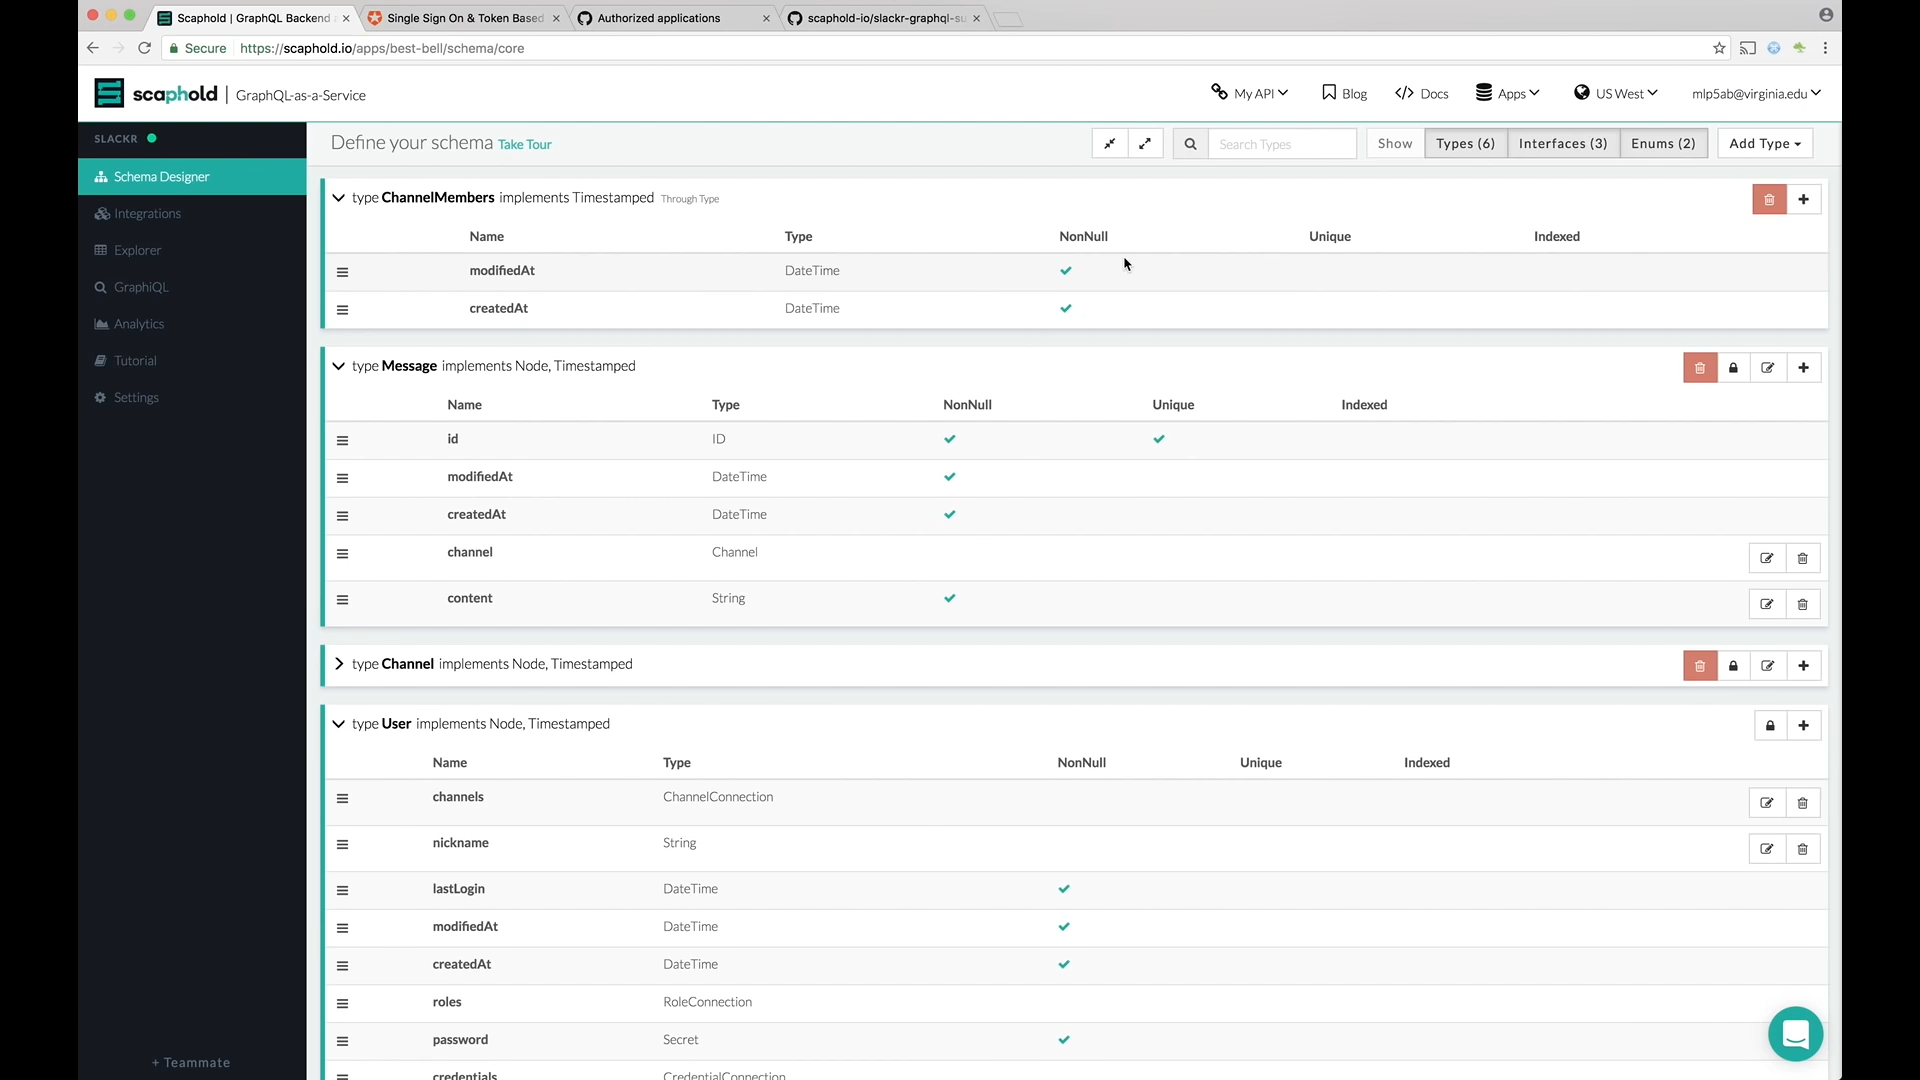 Scaphold | GraphQL Backend
Single Sign On & Token Based
Authorized applications
scaphold-io/slackr-graphql-su
Secure https://scaphold.io/apps/best-bell/schema/core
scaphold | GraphQL-as-a-Service
My API
Blog
Docs
Apps
US West
mlp5ab@virginia.edu
SLACKR
Schema Designer
Integrations
Explorer
GraphiQL
Analytics
Tutorial
Settings
+ Teammate
Define your schema Take Tour
Search Types
Show Types (6) Interfaces (3) Enums (2)
Add Type
type ChannelMembers implements Timestamped Through Type
Name Type NonNull Unique Indexed
modifiedAt DateTime
createdAt DateTime
type Message implements Node, Timestamped
Name Type NonNull Unique Indexed
id ID
modifiedAt DateTime
createdAt DateTime
channel Channel
content String
type Channel implements Node, Timestamped
type User implements Node, Timestamped
Name Type NonNull Unique Indexed
channels ChannelConnection
nickname String
lastLogin DateTime
modifiedAt DateTime
createdAt DateTime
roles RoleConnection
password Secret
credentials CredentialConnection